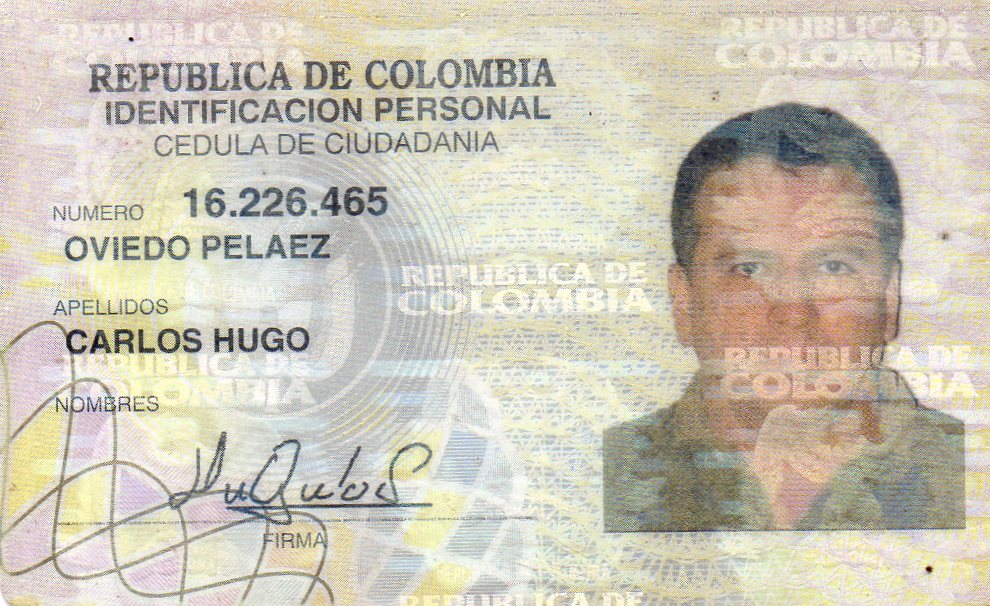 REPUBLICA DE COLOMBIA
REPUBLICA DE COLOMBIA
REPUBLICA DE COLOMBIA
IDENTIFICACION PERSONAL
CEDULA DE CIUDADANIA
NUMERO 16.226.465
OVIEDO PELAEZ
REPUBLICA DE COLOMBIA
APELLIDOS
CARLOS HUGO
REPUBLICA DE COLOMBIA
REPUBLICA DE COLOMBIA
NOMBRES
FIRMA
REPUBLICA DE